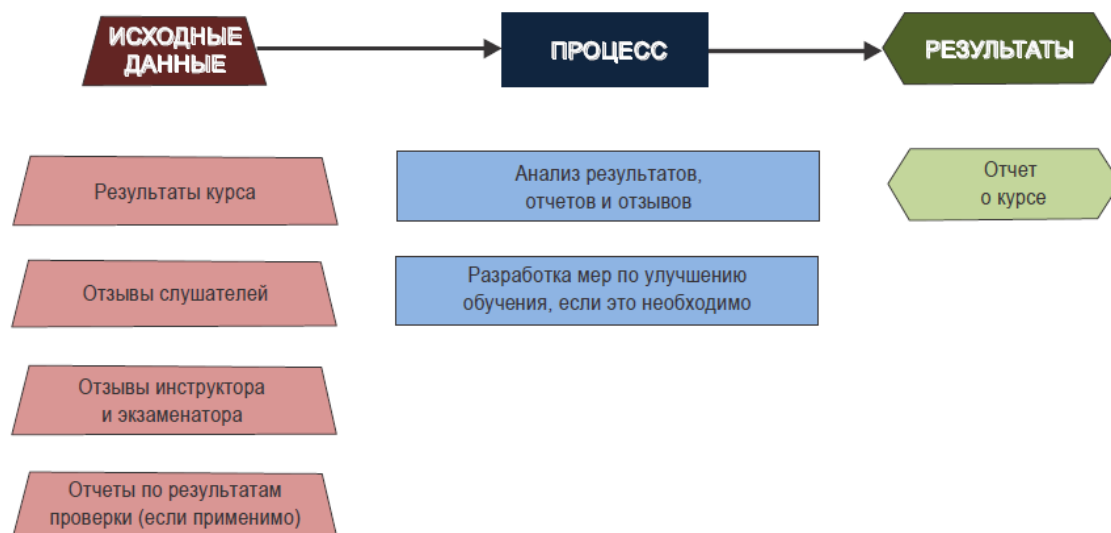 ИСХОДНЫЕ
ДАННЫЕ
ПРОЦЕСС
РЕЗУЛЬТАТЫ
Результаты курса
Анализ результатов,
отчетов и отзывов
Отчет
о курсе
Отзывы слушателей
Разработка мер по улучшению
обучения, если это необходимо
Отзывы инструктора
и экзаменатора
Отчеты по результатам
проверки (если применимо)